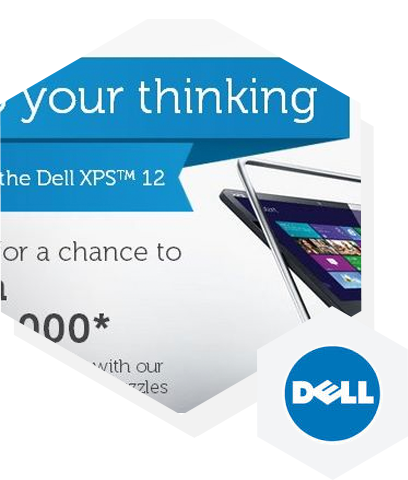 your thinking
the Dell XPS™ 12
or a chance to
000*
with our
zzles
DELL